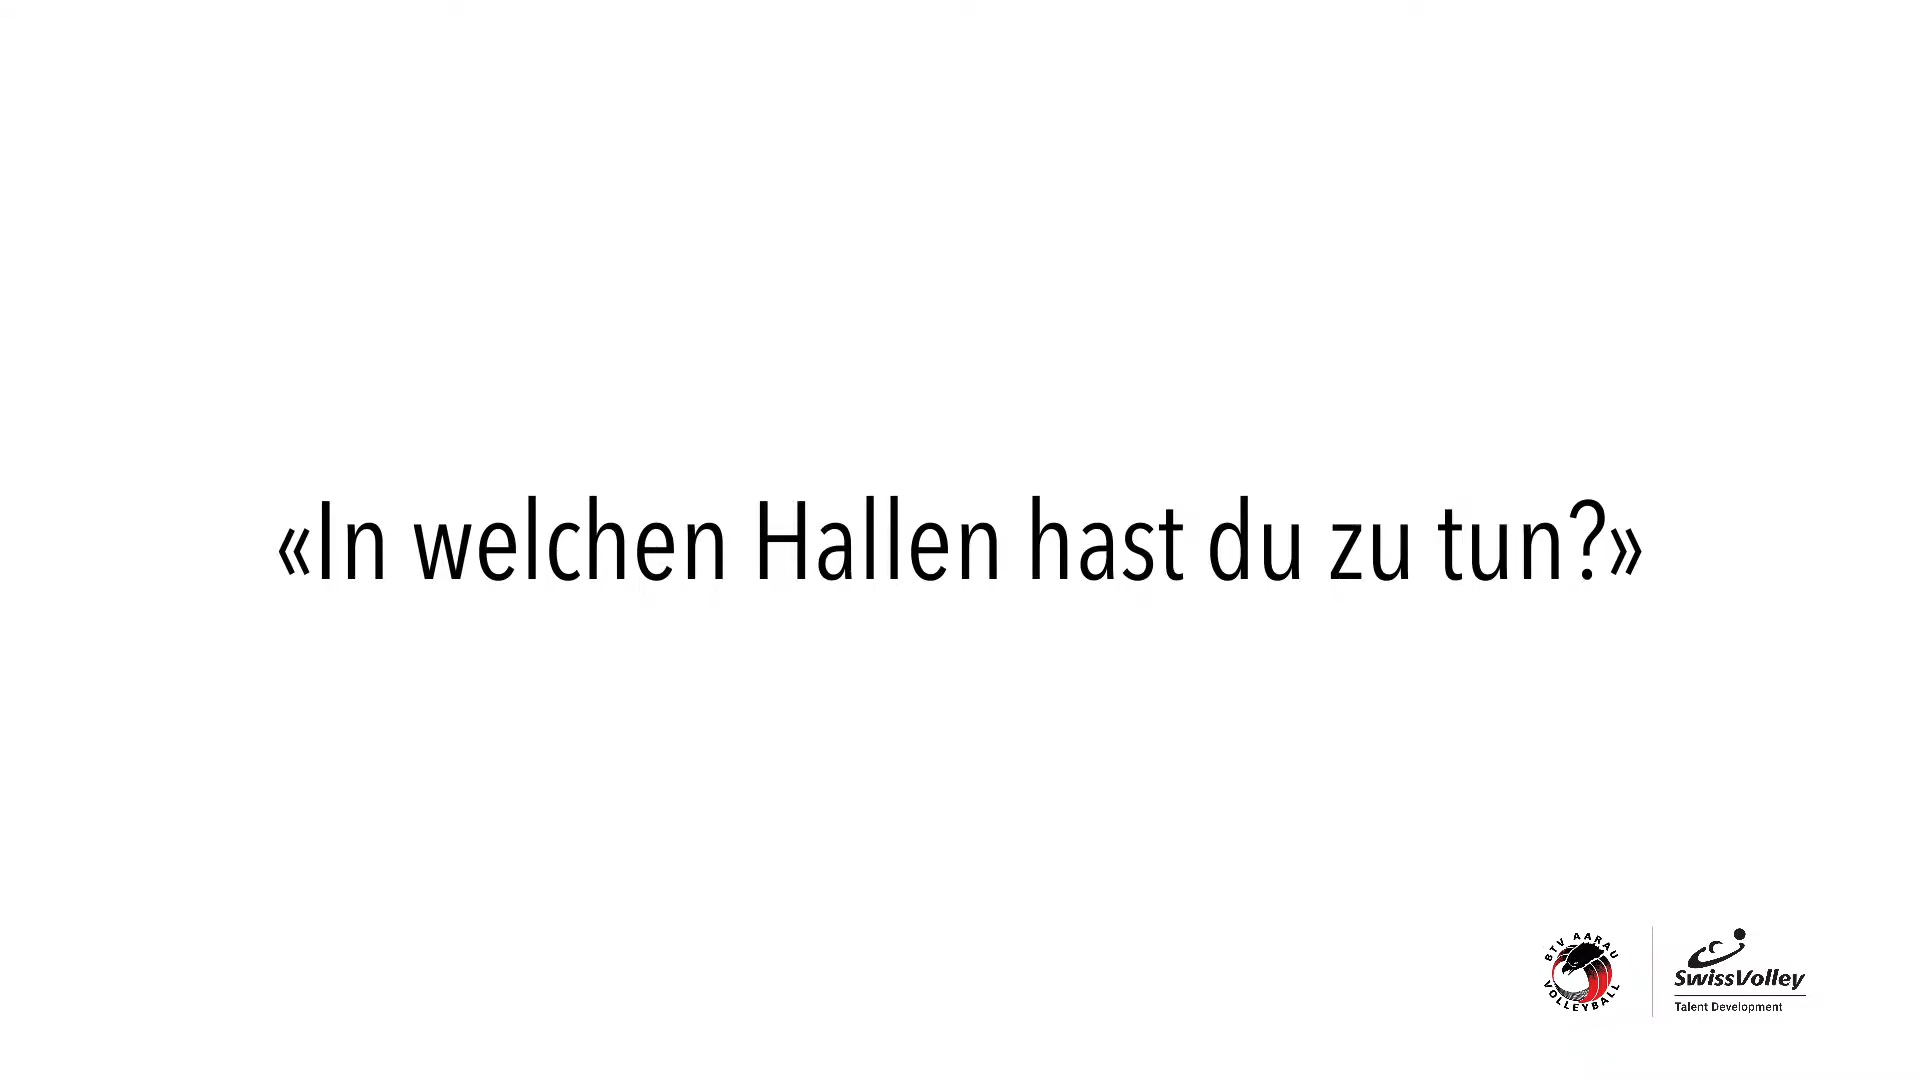 «In welchen Hallen hast du zu tun?»
BTV AARAU
VOLLEYBALL
SwissVolley
Talent Development